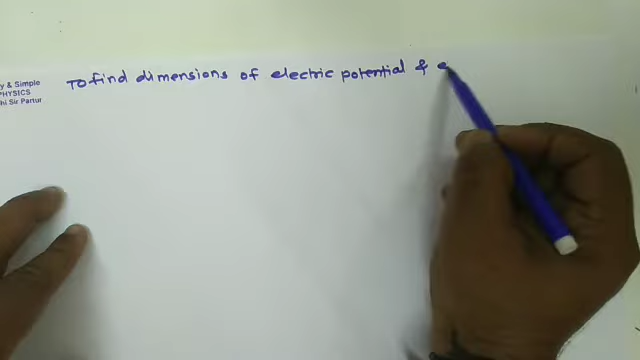 y & Simple
PHYSICS
hi Sir Partur
To find dimensions of electric potential & e